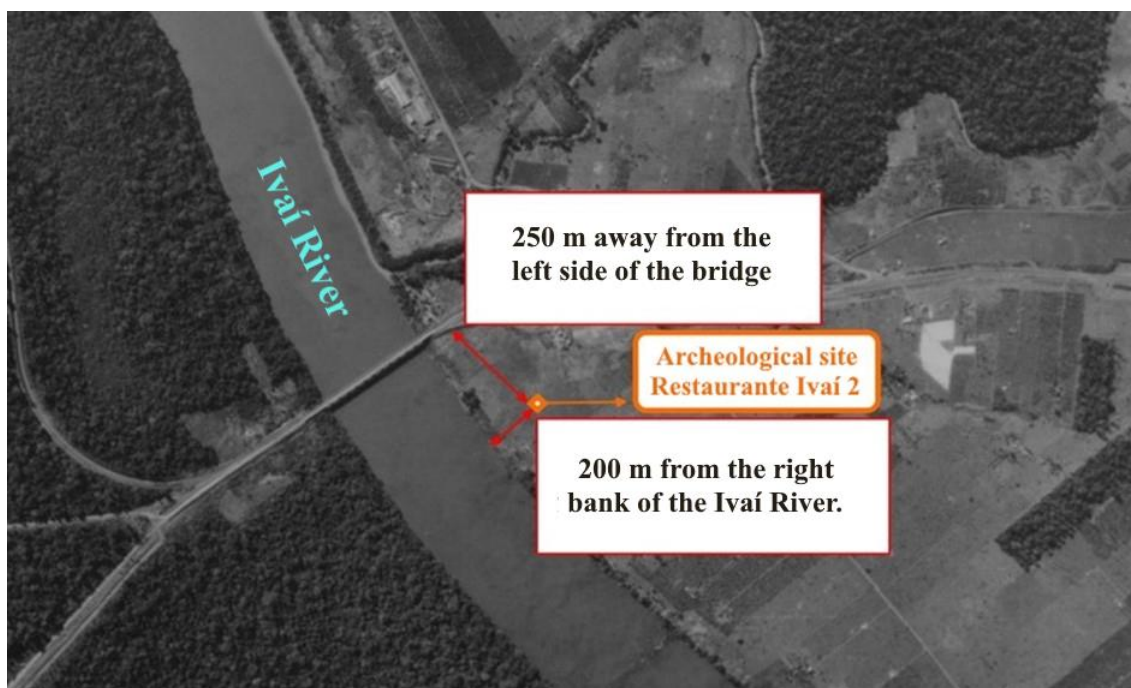 Ivaí River
250 m away from the
left side of the bridge
Archeological site
Restaurante Ivaí 2
200 m from the right
bank of the Ivaí River.